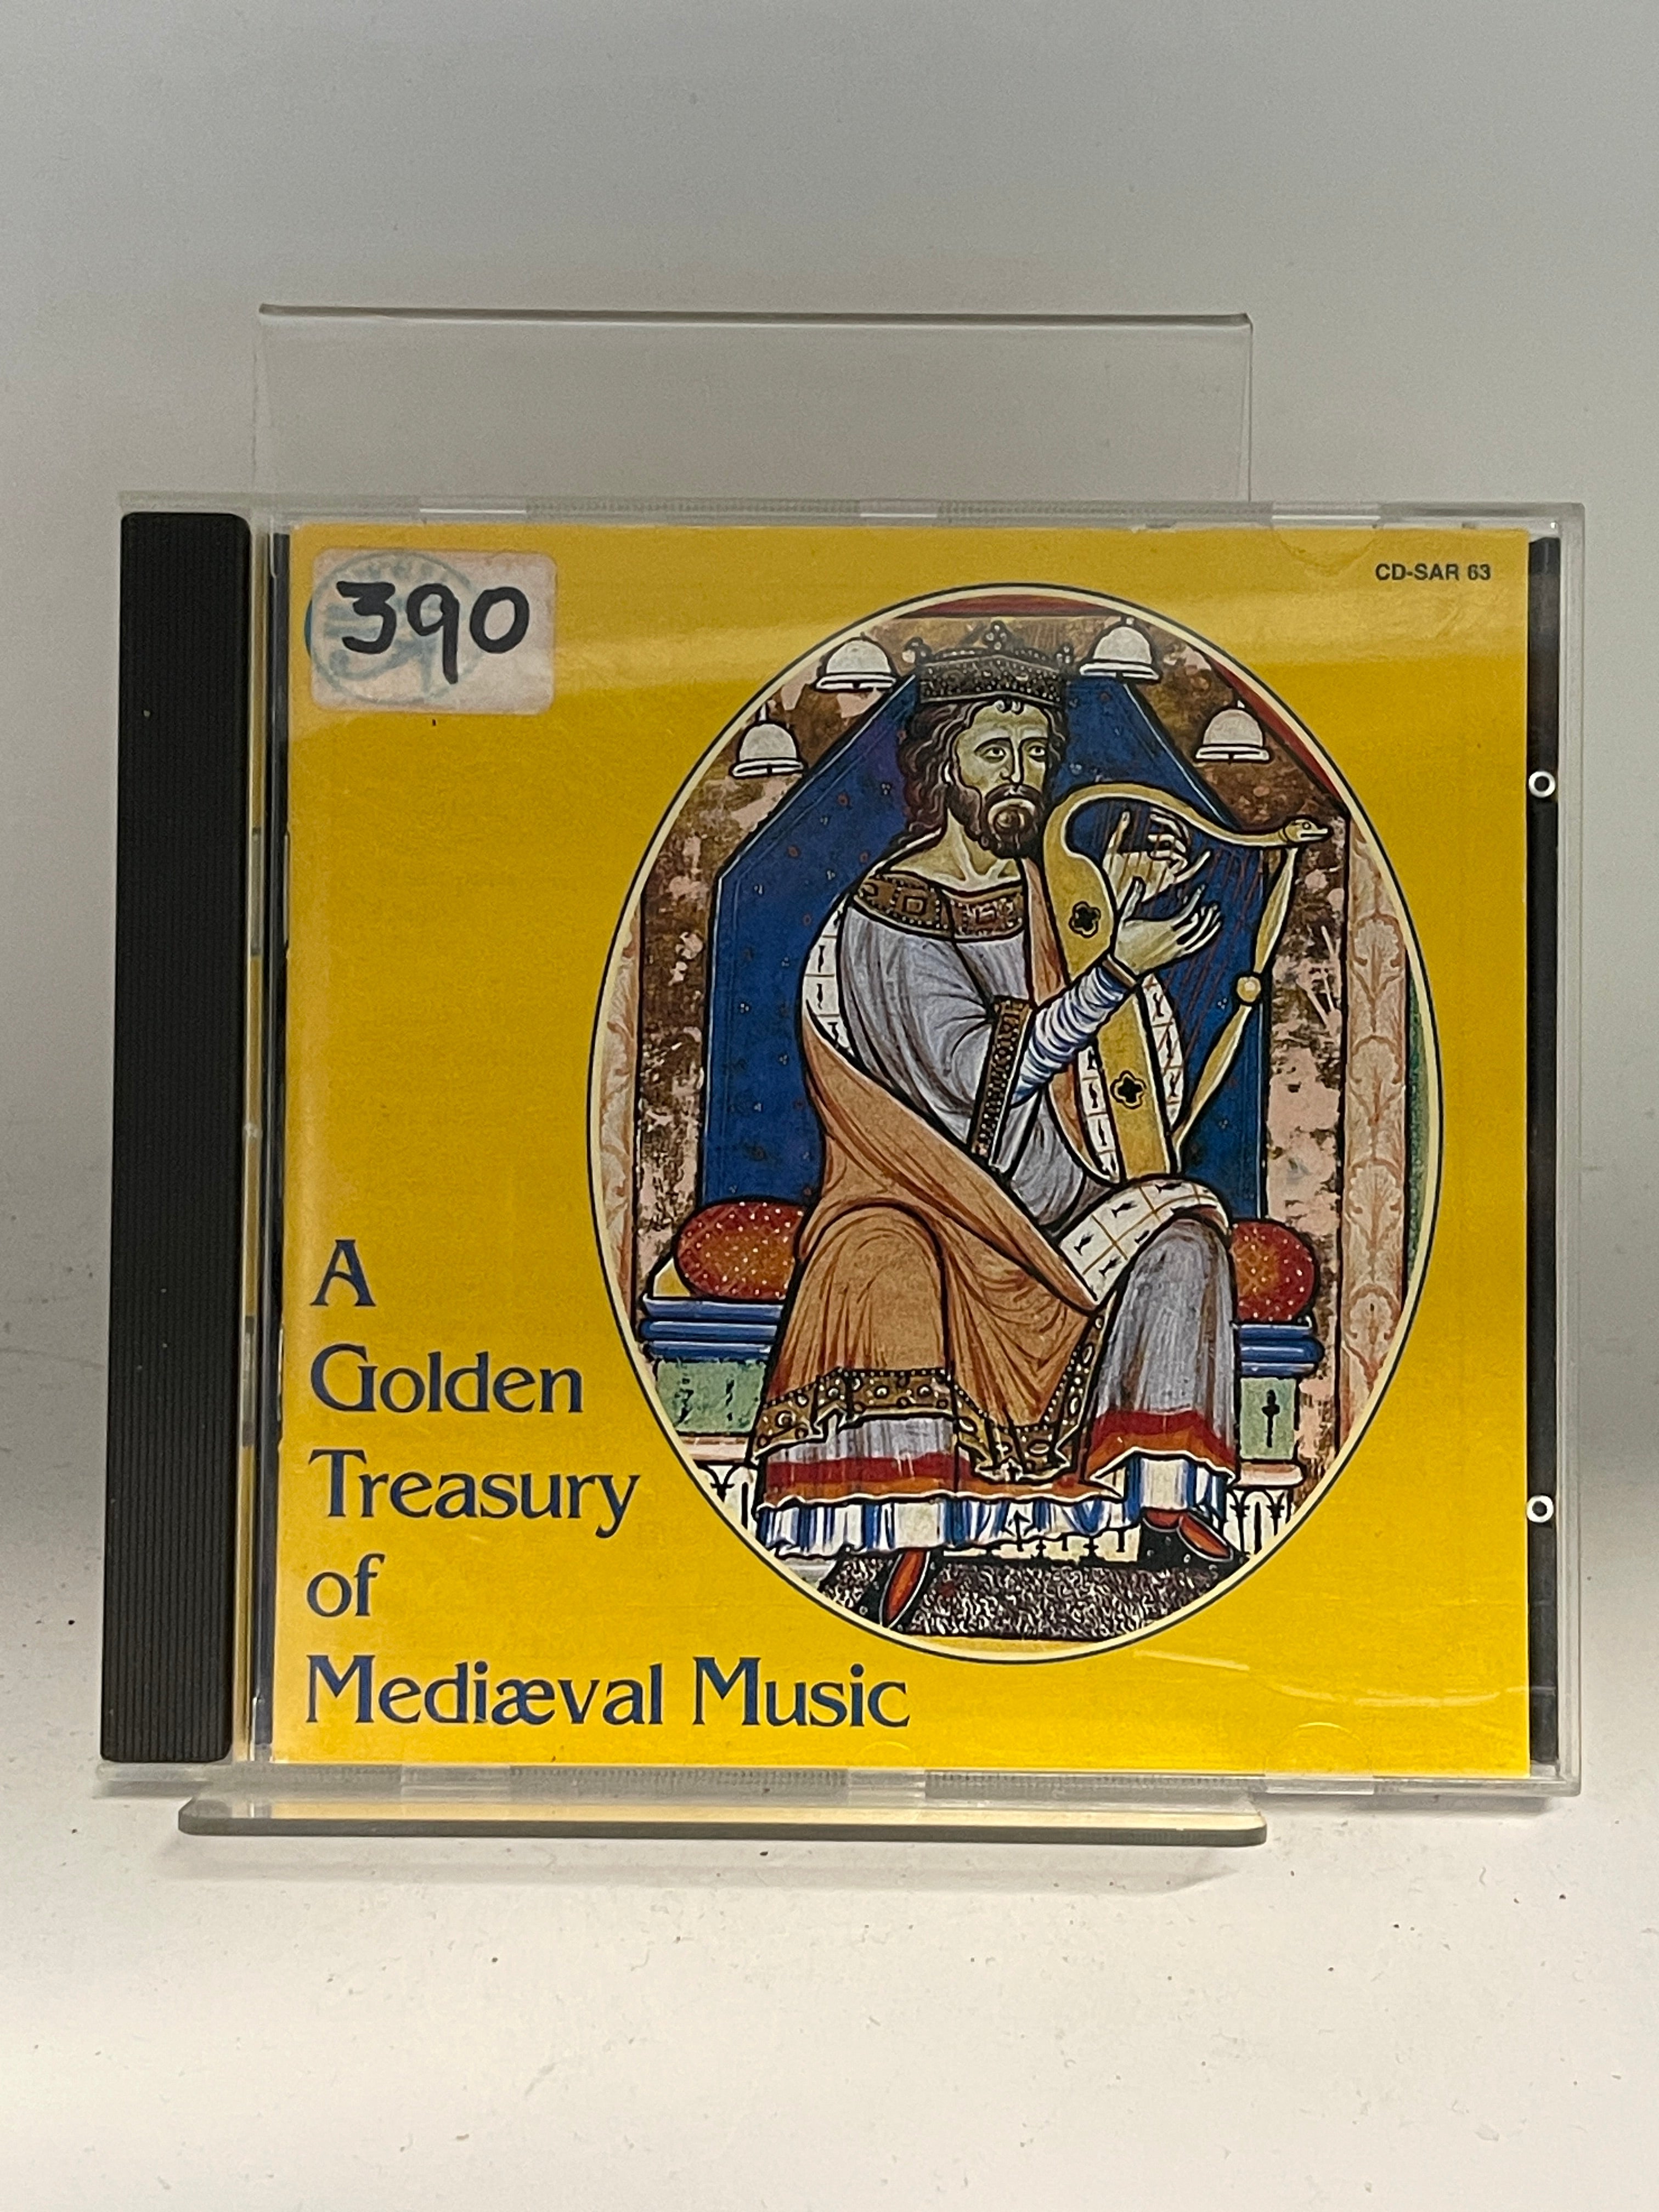 CD-SAR 63
390
A
Golden
Treasury
of
Mediæval Music